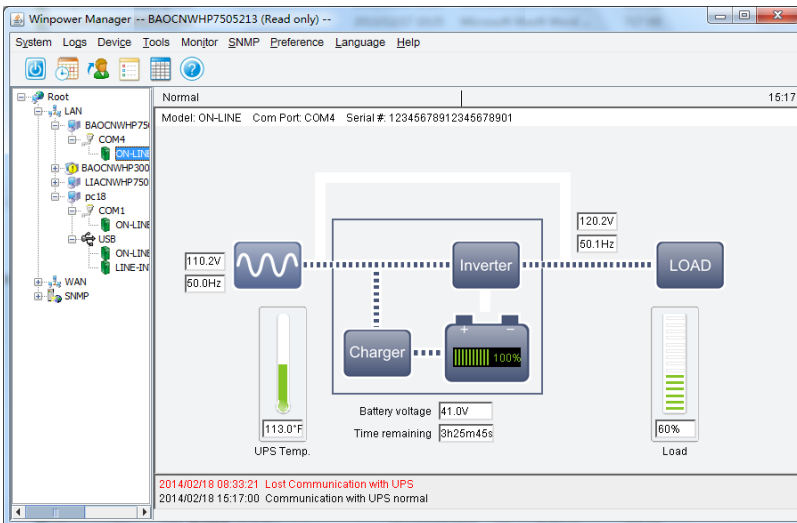 Winpower Manager -- BAOCNWHP7505213 (Read only) --
System Logs Device Tools Monitor SNMP Preference Language Help
Root
LAN
BAOCNWHP75
COM4
ON-LINE
BAOCNWHP300
LIACNWHP750
pc18
COM1
ON-LINE
USB
ON-LINE
LINE-IN
WAN
SNMP
Normal 15:17
Model: ON-LINE Com Port: COM4 Serial #: 12345678912345678901
120.2V
50.1Hz
110.2V
50.0Hz
Inverter
LOAD
Charger
+ −
100%
Battery voltage 41.0V
Time remaining 3h25m45s
113.0°F
UPS Temp.
60%
Load
2014/02/18 08:33:21 Lost Communication with UPS
2014/02/18 15:17:00 Communication with UPS normal